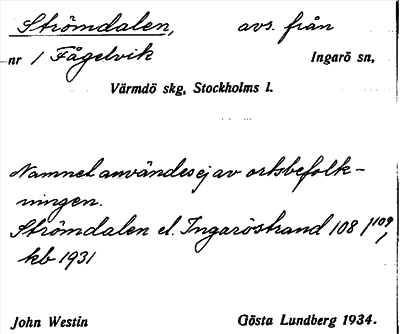 Strömdalen, avs. från
nr 1 Fågelvik Ingarö sn,
Värmdö skg, Stockholms l.
Namnet användes ej av ortsbefolk-
ningen.
Strömdalen el. Ingaröstrand 108 1/109,
kb 1931
John Westin Gösta Lundberg 1934.